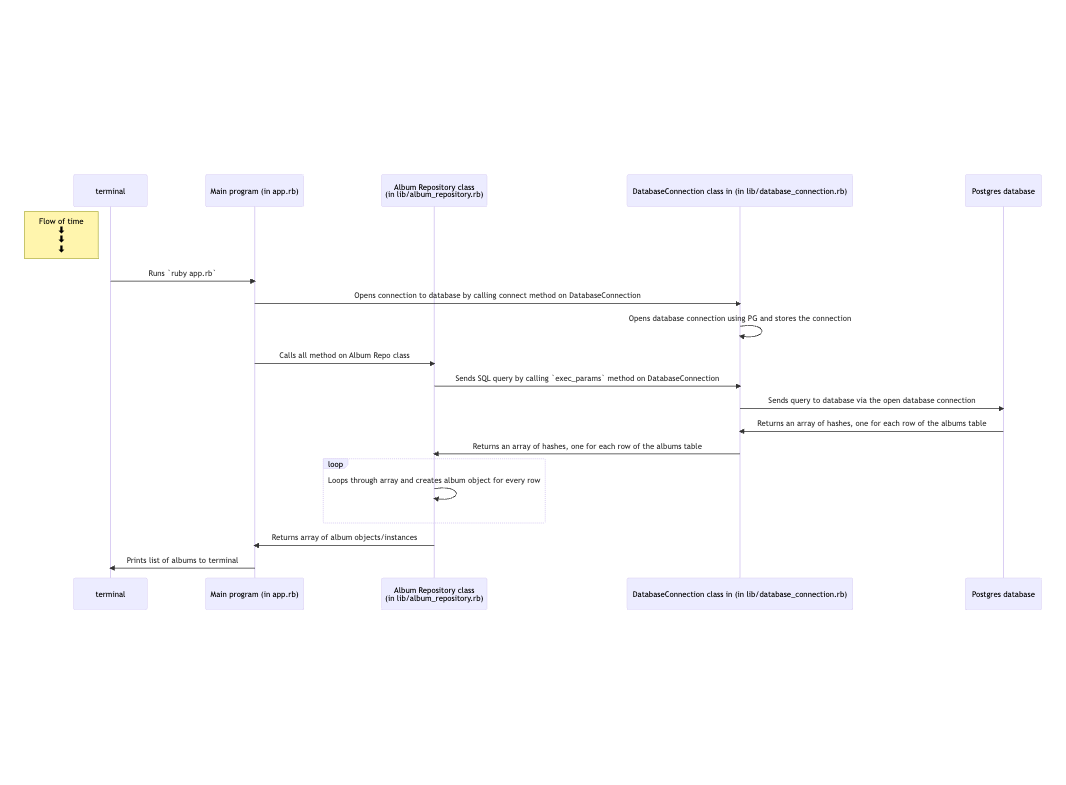 terminal
Main program (in app.rb)
Album Repository class
(in lib/album_repository.rb)
DatabaseConnection class in (in lib/database_connection.rb)
Postgres database
Flow of time
🠇
🠇
🠇
Runs `ruby app.rb`
Opens connection to database by calling connect method on DatabaseConnection
Opens database connection using PG and stores the connection
Calls all method on Album Repo class
Sends SQL query by calling `exec_params` method on DatabaseConnection
Sends query to database via the open database connection
Returns an array of hashes, one for each row of the albums table
Returns an array of hashes, one for each row of the albums table
loop
Loops through array and creates album object for every row
Returns array of album objects/instances
Prints list of albums to terminal
terminal
Main program (in app.rb)
Album Repository class
(in lib/album_repository.rb)
DatabaseConnection class in (in lib/database_connection.rb)
Postgres database